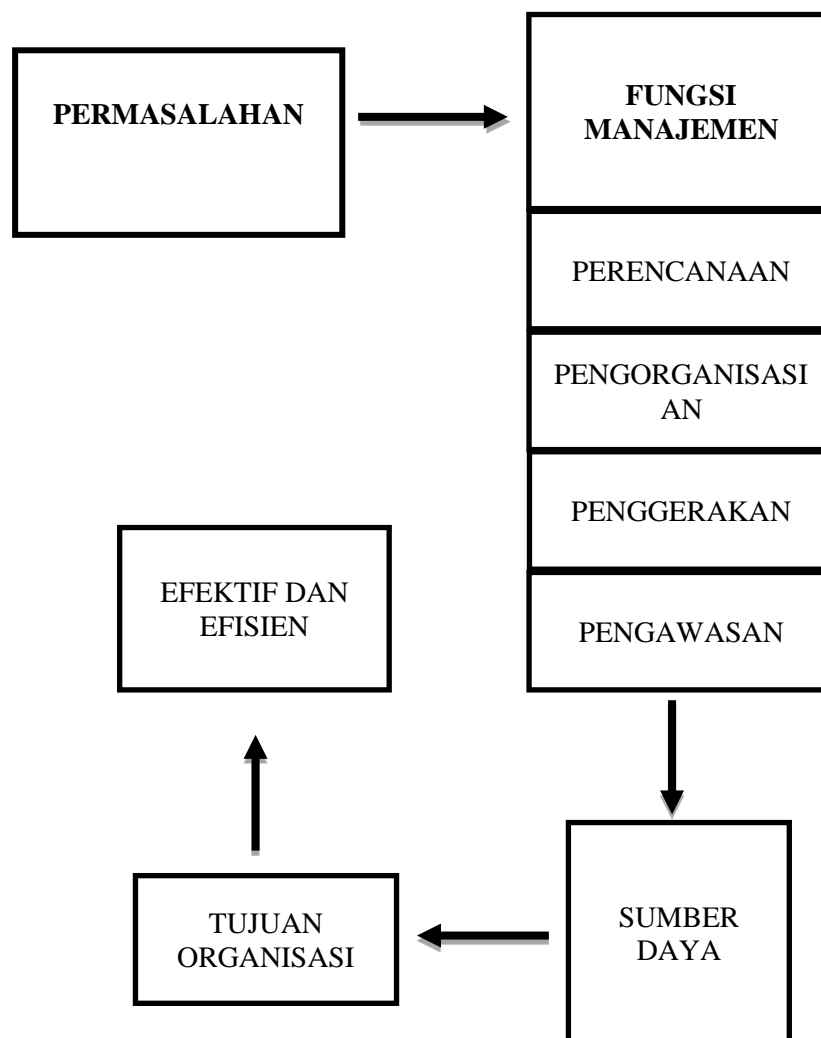 PERMASALAHAN
FUNGSI
MANAJEMEN
PERENCANAAN
PENGORGANISASI
AN
PENGGERAKAN
PENGAWASAN
EFEKTIF DAN
EFISIEN
TUJUAN
ORGANISASI
SUMBER
DAYA